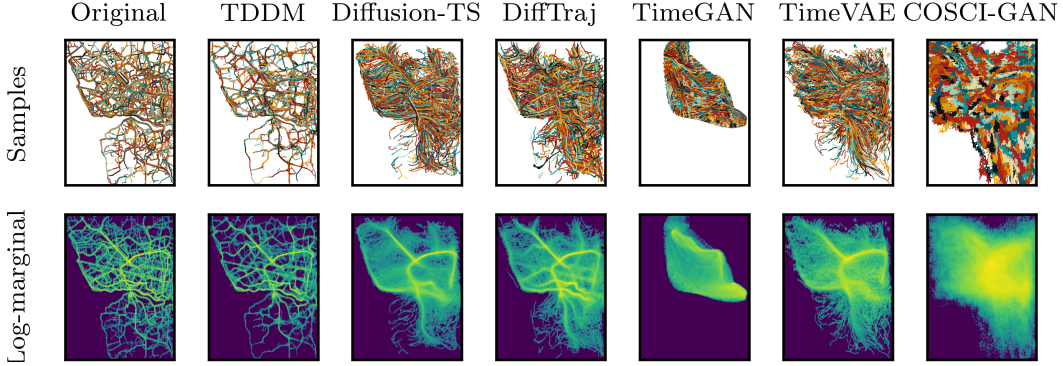 Original TDDM Diffusion-TS DiffTraj TimeGAN TimeVAE COSCI-GAN
Samples
Log-marginal